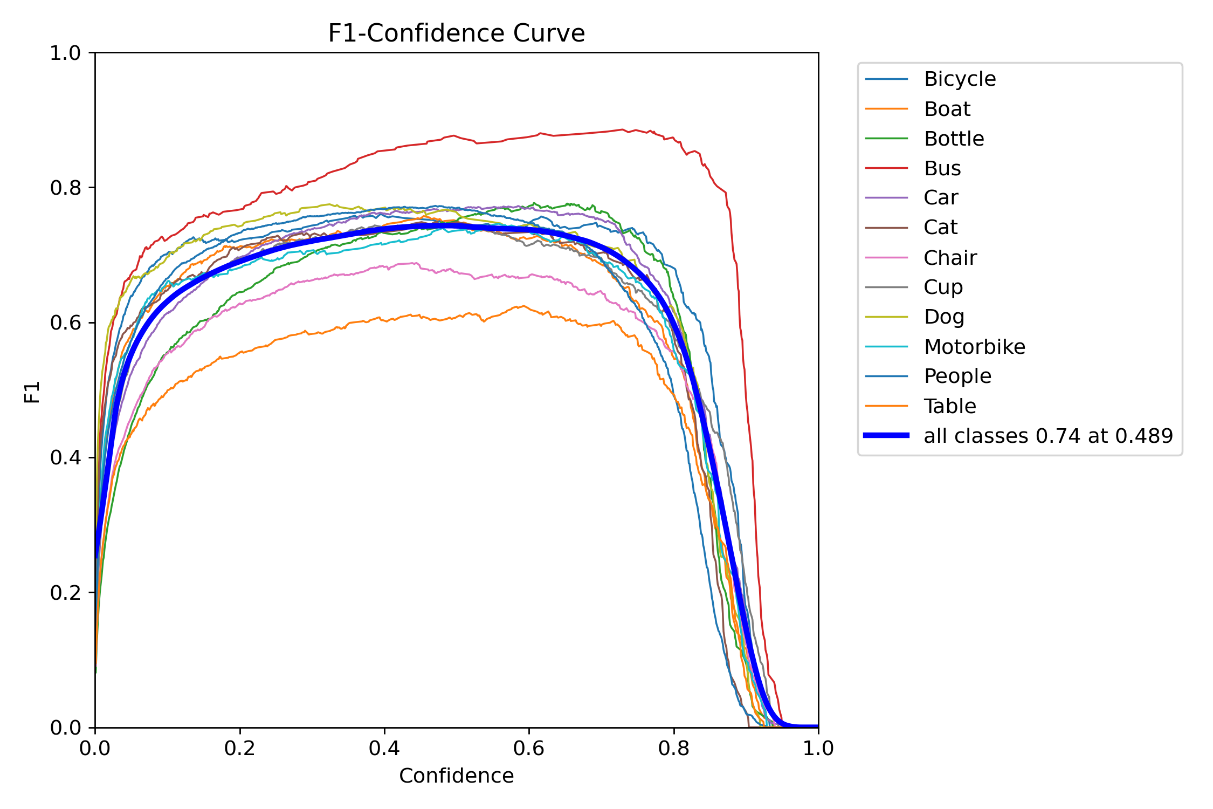 F1-Confidence Curve
1.0
0.8
0.6
0.4
0.2
0.0
F1
0.0 0.2 0.4 0.6 0.8 1.0
Confidence
Bicycle
Boat
Bottle
Bus
Car
Cat
Chair
Cup
Dog
Motorbike
People
Table
all classes 0.74 at 0.489